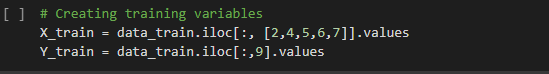 [ ] # Creating training variables
X_train = data_train.iloc[:, [2,4,5,6,7]].values
Y_train = data_train.iloc[:,9].values